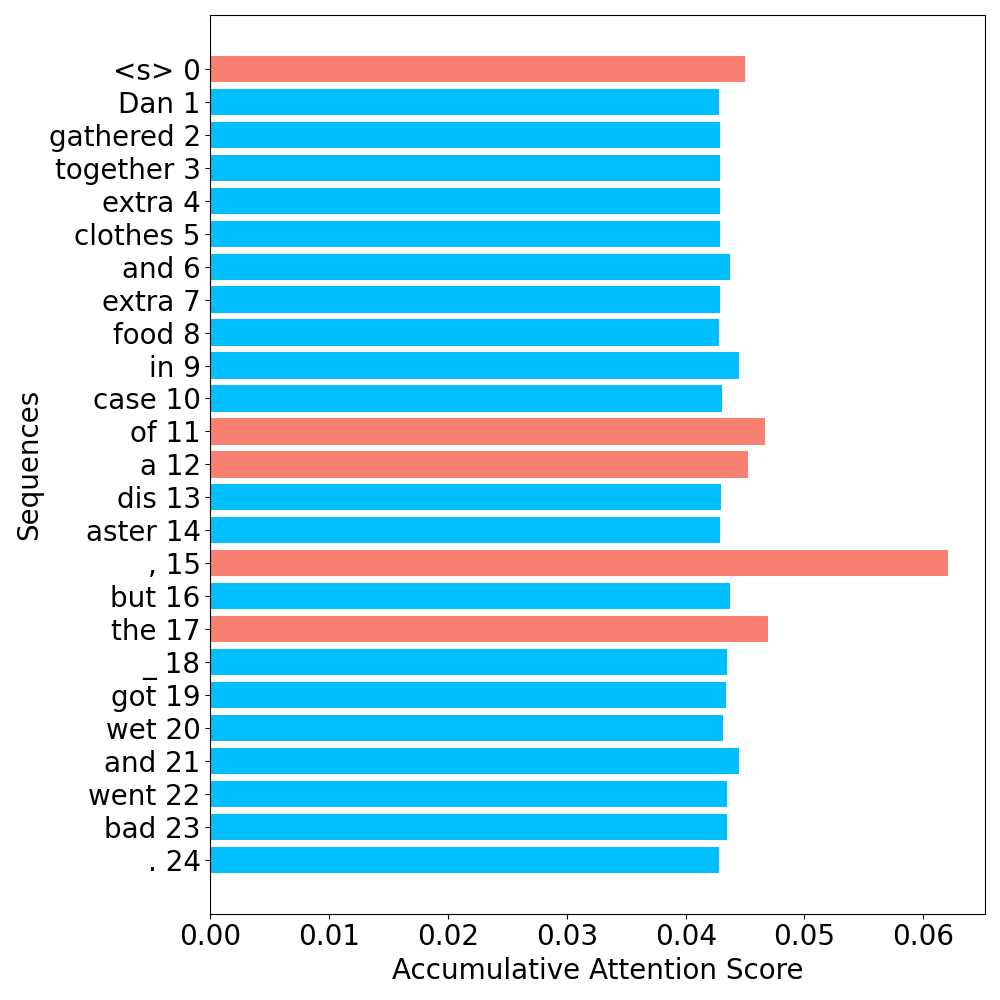 <s> 0
Dan 1
gathered 2
together 3
extra 4
clothes 5
and 6
extra 7
food 8
in 9
case 10
of 11
a 12
dis 13
aster 14
, 15
but 16
the 17
_ 18
got 19
wet 20
and 21
went 22
bad 23
. 24
Sequences
0.00 0.01 0.02 0.03 0.04 0.05 0.06
Accumulative Attention Score